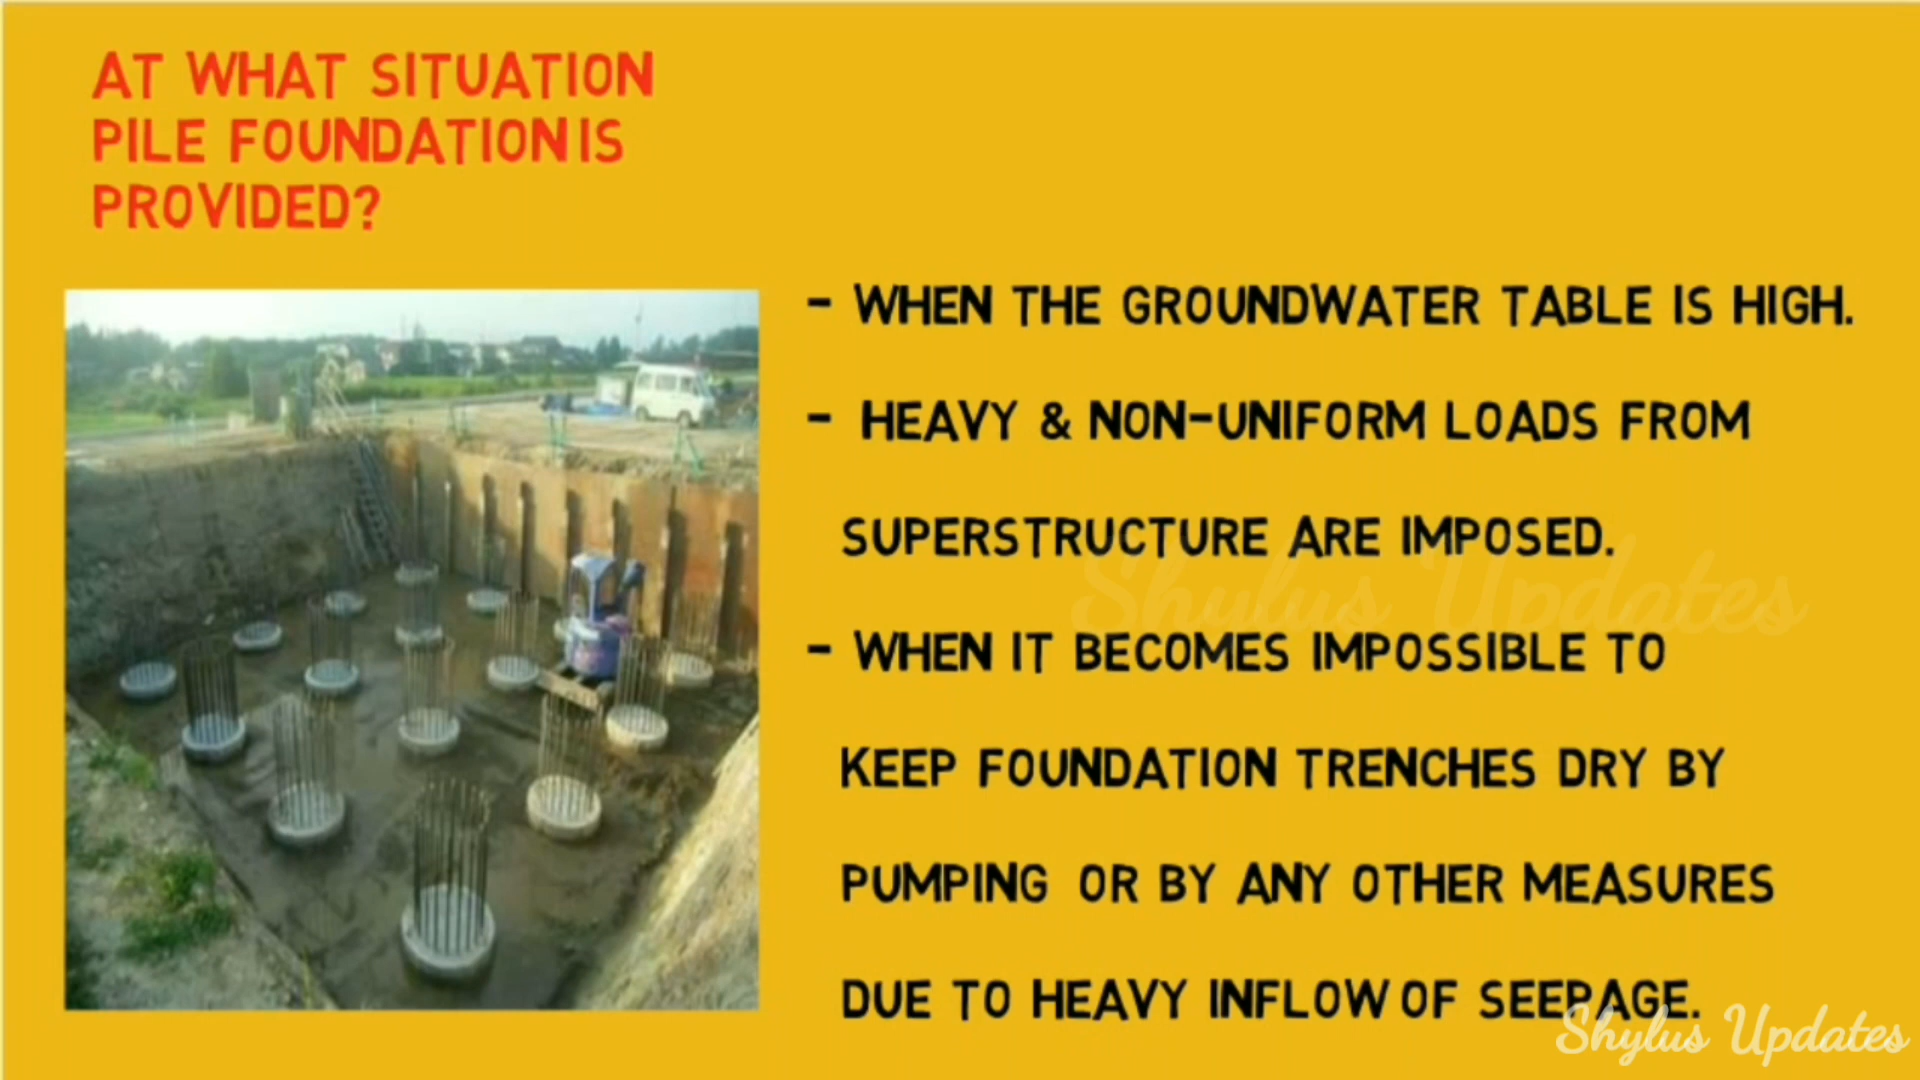 AT WHAT SITUATION
PILE FOUNDATION IS
PROVIDED?
- WHEN THE GROUNDWATER TABLE IS HIGH.
- HEAVY & NON-UNIFORM LOADS FROM
SUPERSTRUCTURE ARE IMPOSED.
Shylus Updates
- WHEN IT BECOMES IMPOSSIBLE TO
KEEP FOUNDATION TRENCHES DRY BY
PUMPING OR BY ANY OTHER MEASURES
DUE TO HEAVY INFLOW OF SEEPAGE.
Shylus Updates